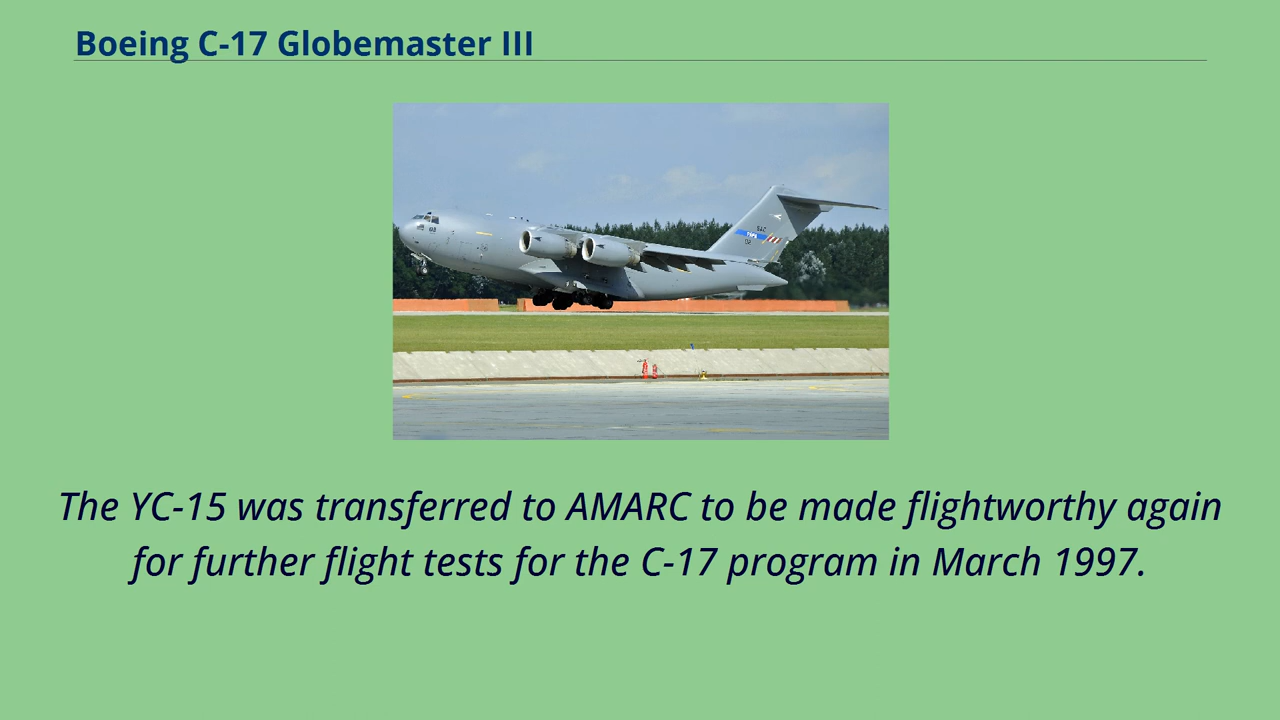 Boeing C-17 Globemaster III
SAC
The YC-15 was transferred to AMARC to be made flightworthy again
for further flight tests for the C-17 program in March 1997.